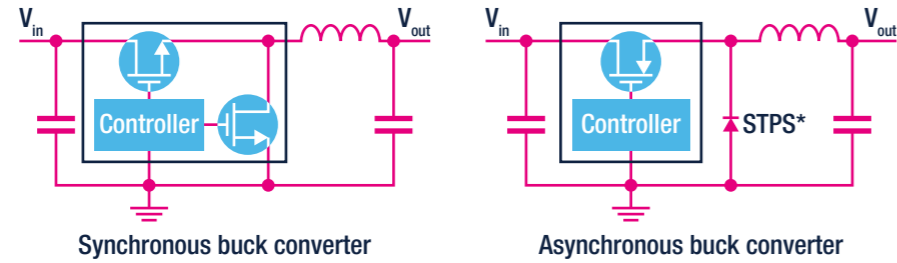 Vin
Vout
Controller
Synchronous buck converter
Vin
Vout
Controller
STPS*
Asynchronous buck converter